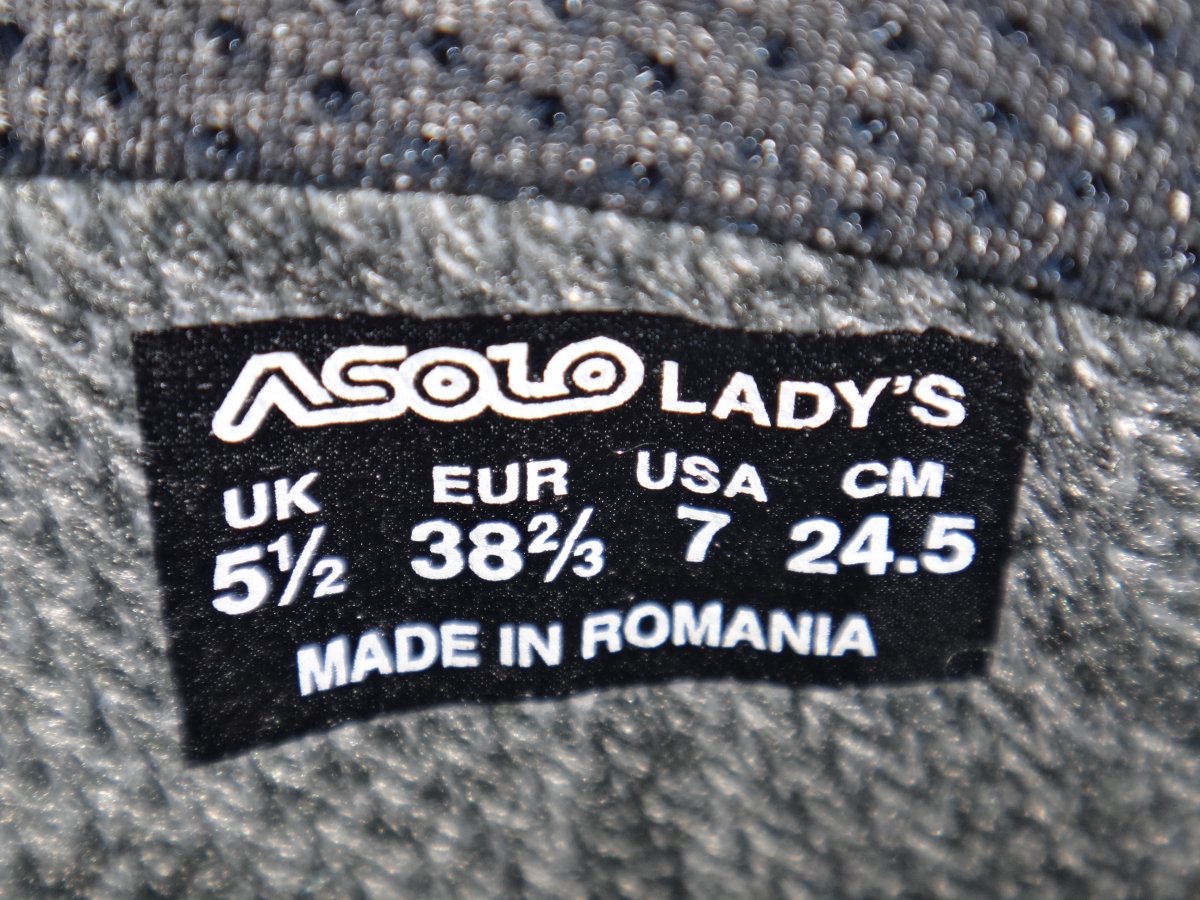 ASOLO LADY'S
UK EUR USA CM
5½ 38⅔ 7 24.5
MADE IN ROMANIA